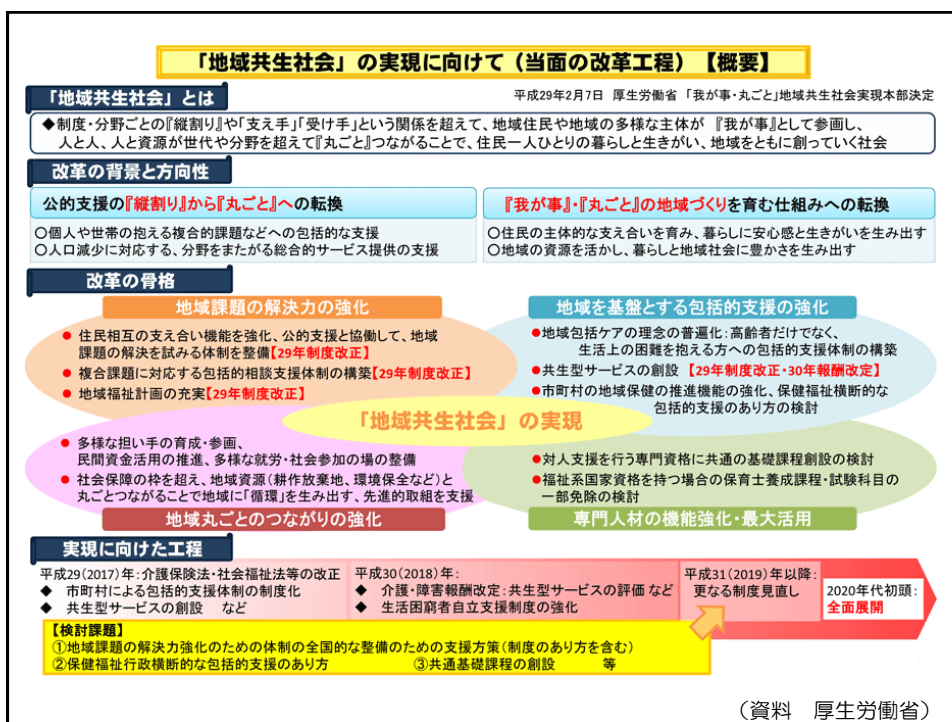 「地域共生社会」の実現に向けて（当面の改革工程）【概要】
「地域共生社会」とは
平成29年2月7日 厚生労働省 「我が事・丸ごと」地域共生社会実現本部決定
◆制度・分野ごとの『縦割り』や「支え手」「受け手」という関係を超えて、地域住民や地域の多様な主体が 『我が事』として参画し、
人と人、人と資源が世代や分野を超えて『丸ごと』つながることで、住民一人ひとりの暮らしと生きがい、地域をともに創っていく社会
改革の背景と方向性
公的支援の『縦割り』から『丸ごと』への転換
○個人や世帯の抱える複合的課題などへの包括的な支援
○人口減少に対応する、分野をまたがる総合的サービス提供の支援
『我が事』・『丸ごと』の地域づくりを育む仕組みへの転換
○住民の主体的な支え合いを育み、暮らしに安心感と生きがいを生み出す
○地域の資源を活かし、暮らしと地域社会に豊かさを生み出す
改革の骨格
地域課題の解決力の強化
● 住民相互の支え合い機能を強化、公的支援と協働して、地域
課題の解決を試みる体制を整備【29年制度改正】
● 複合課題に対応する包括的相談支援体制の構築【29年制度改正】
● 地域福祉計画の充実【29年制度改正】
地域を基盤とする包括的支援の強化
●地域包括ケアの理念の普遍化：高齢者だけでなく、
生活上の困難を抱える方への包括的支援体制の構築
●共生型サービスの創設 【29年制度改正・30年報酬改定】
●市町村の地域保健の推進機能の強化、保健福祉横断的な
包括的支援のあり方の検討
「地域共生社会」の実現
● 多様な担い手の育成・参画、
民間資金活用の推進、多様な就労・社会参加の場の整備
● 社会保障の枠を超え、地域資源（耕作放棄地、環境保全など）と
丸ごとつながることで地域に「循環」を生み出す、先進的取組を支援
地域丸ごとのつながりの強化
●対人支援を行う専門資格に共通の基礎課程創設の検討
●福祉系国家資格を持つ場合の保育士養成課程・試験科目の
一部免除の検討
専門人材の機能強化・最大活用
実現に向けた工程
平成29（2017）年：介護保険法・社会福祉法等の改正
◆ 市町村による包括的支援体制の制度化
◆ 共生型サービスの創設 など
平成30（2018）年：
◆ 介護・障害報酬改定：共生型サービスの評価 など
◆ 生活困窮者自立支援制度の強化
平成31（2019）年以降：
更なる制度見直し
2020年代初頭：
全面展開
【検討課題】
①地域課題の解決力強化のための体制の全国的な整備のための支援方策（制度のあり方を含む）
②保健福祉行政横断的な包括的支援のあり方 ③共通基礎課程の創設 等
（資料 厚生労働省）